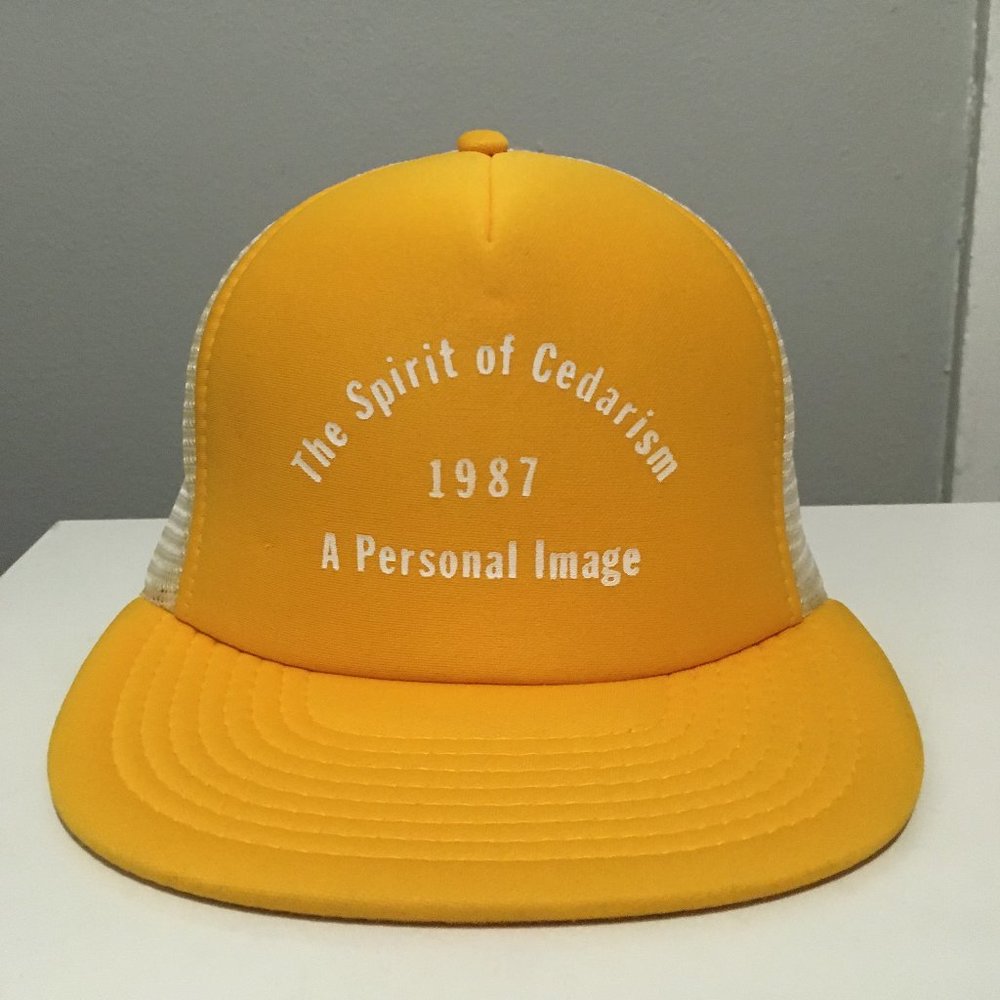 The Spirit of Cedarism
1987
A Personal Image